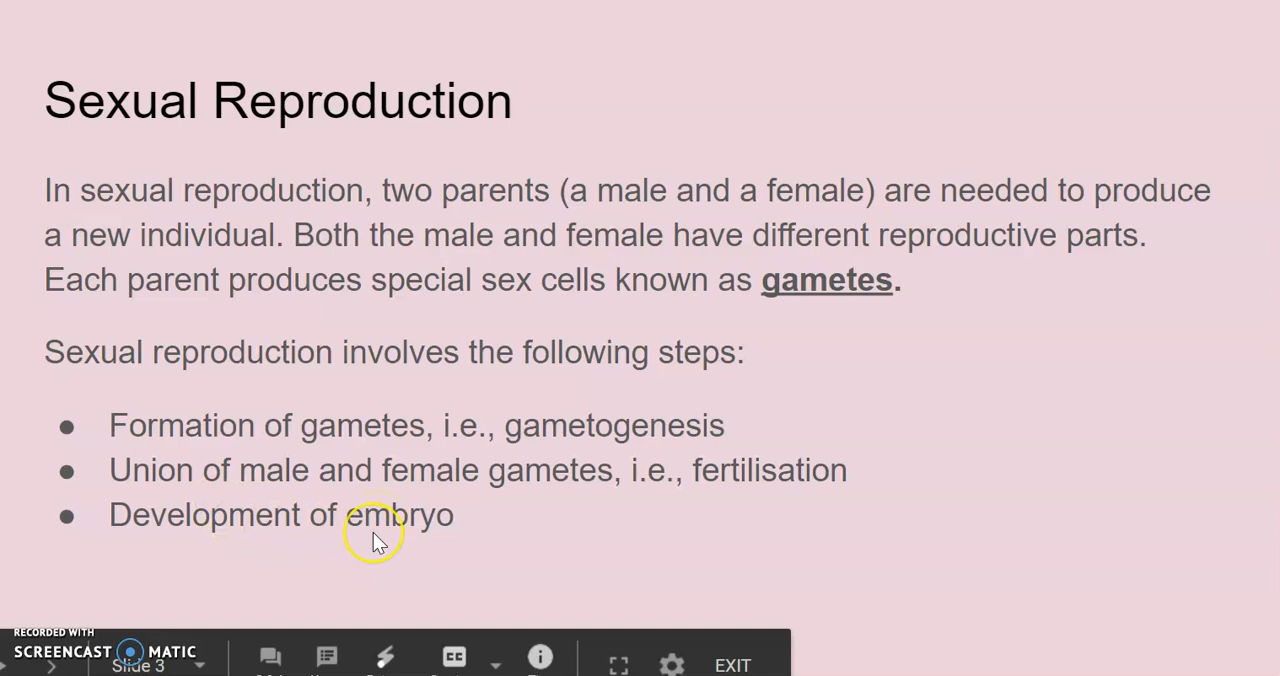 Sexual Reproduction
In sexual reproduction, two parents (a male and a female) are needed to produce
a new individual. Both the male and female have different reproductive parts.
Each parent produces special sex cells known as gametes.
Sexual reproduction involves the following steps:
● Formation of gametes, i.e., gametogenesis
● Union of male and female gametes, i.e., fertilisation
● Development of embryo
RECORDED WITH
SCREENCAST MATIC
Slide 3
CC
EXIT